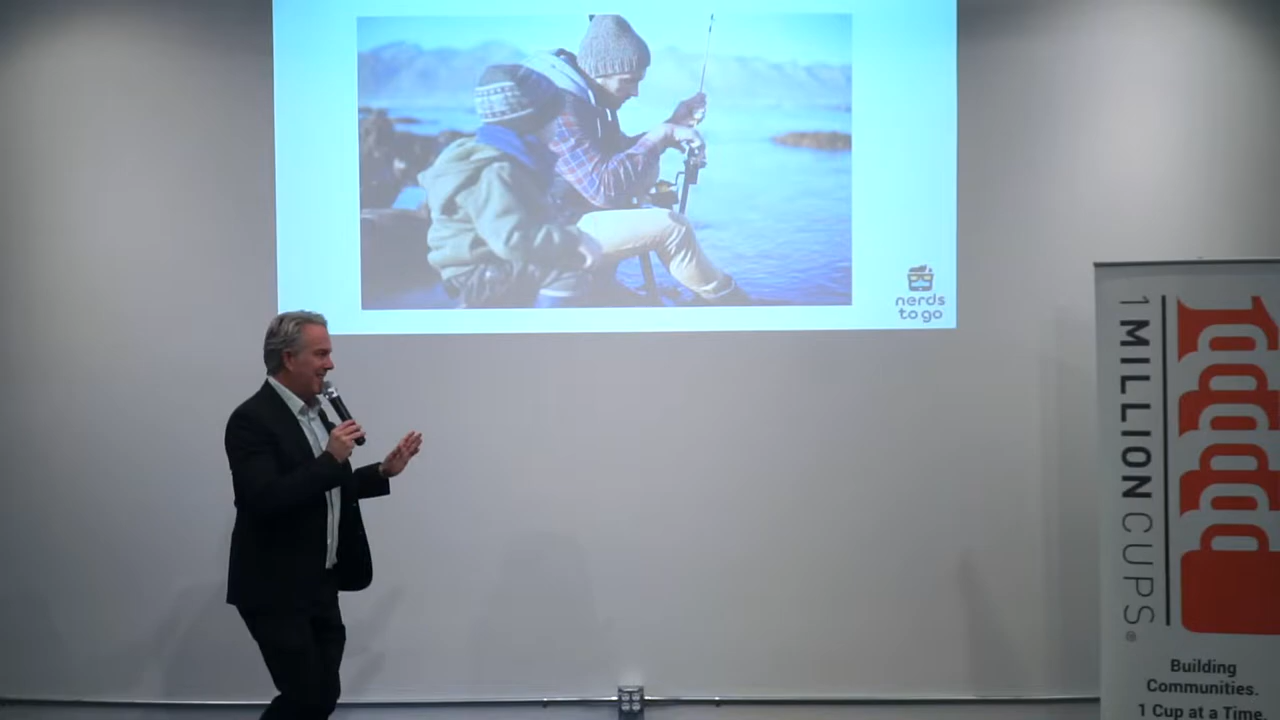 nerds
to go
1 MILLION CUPS®
Building
Communities.
1 Cup at a Time.